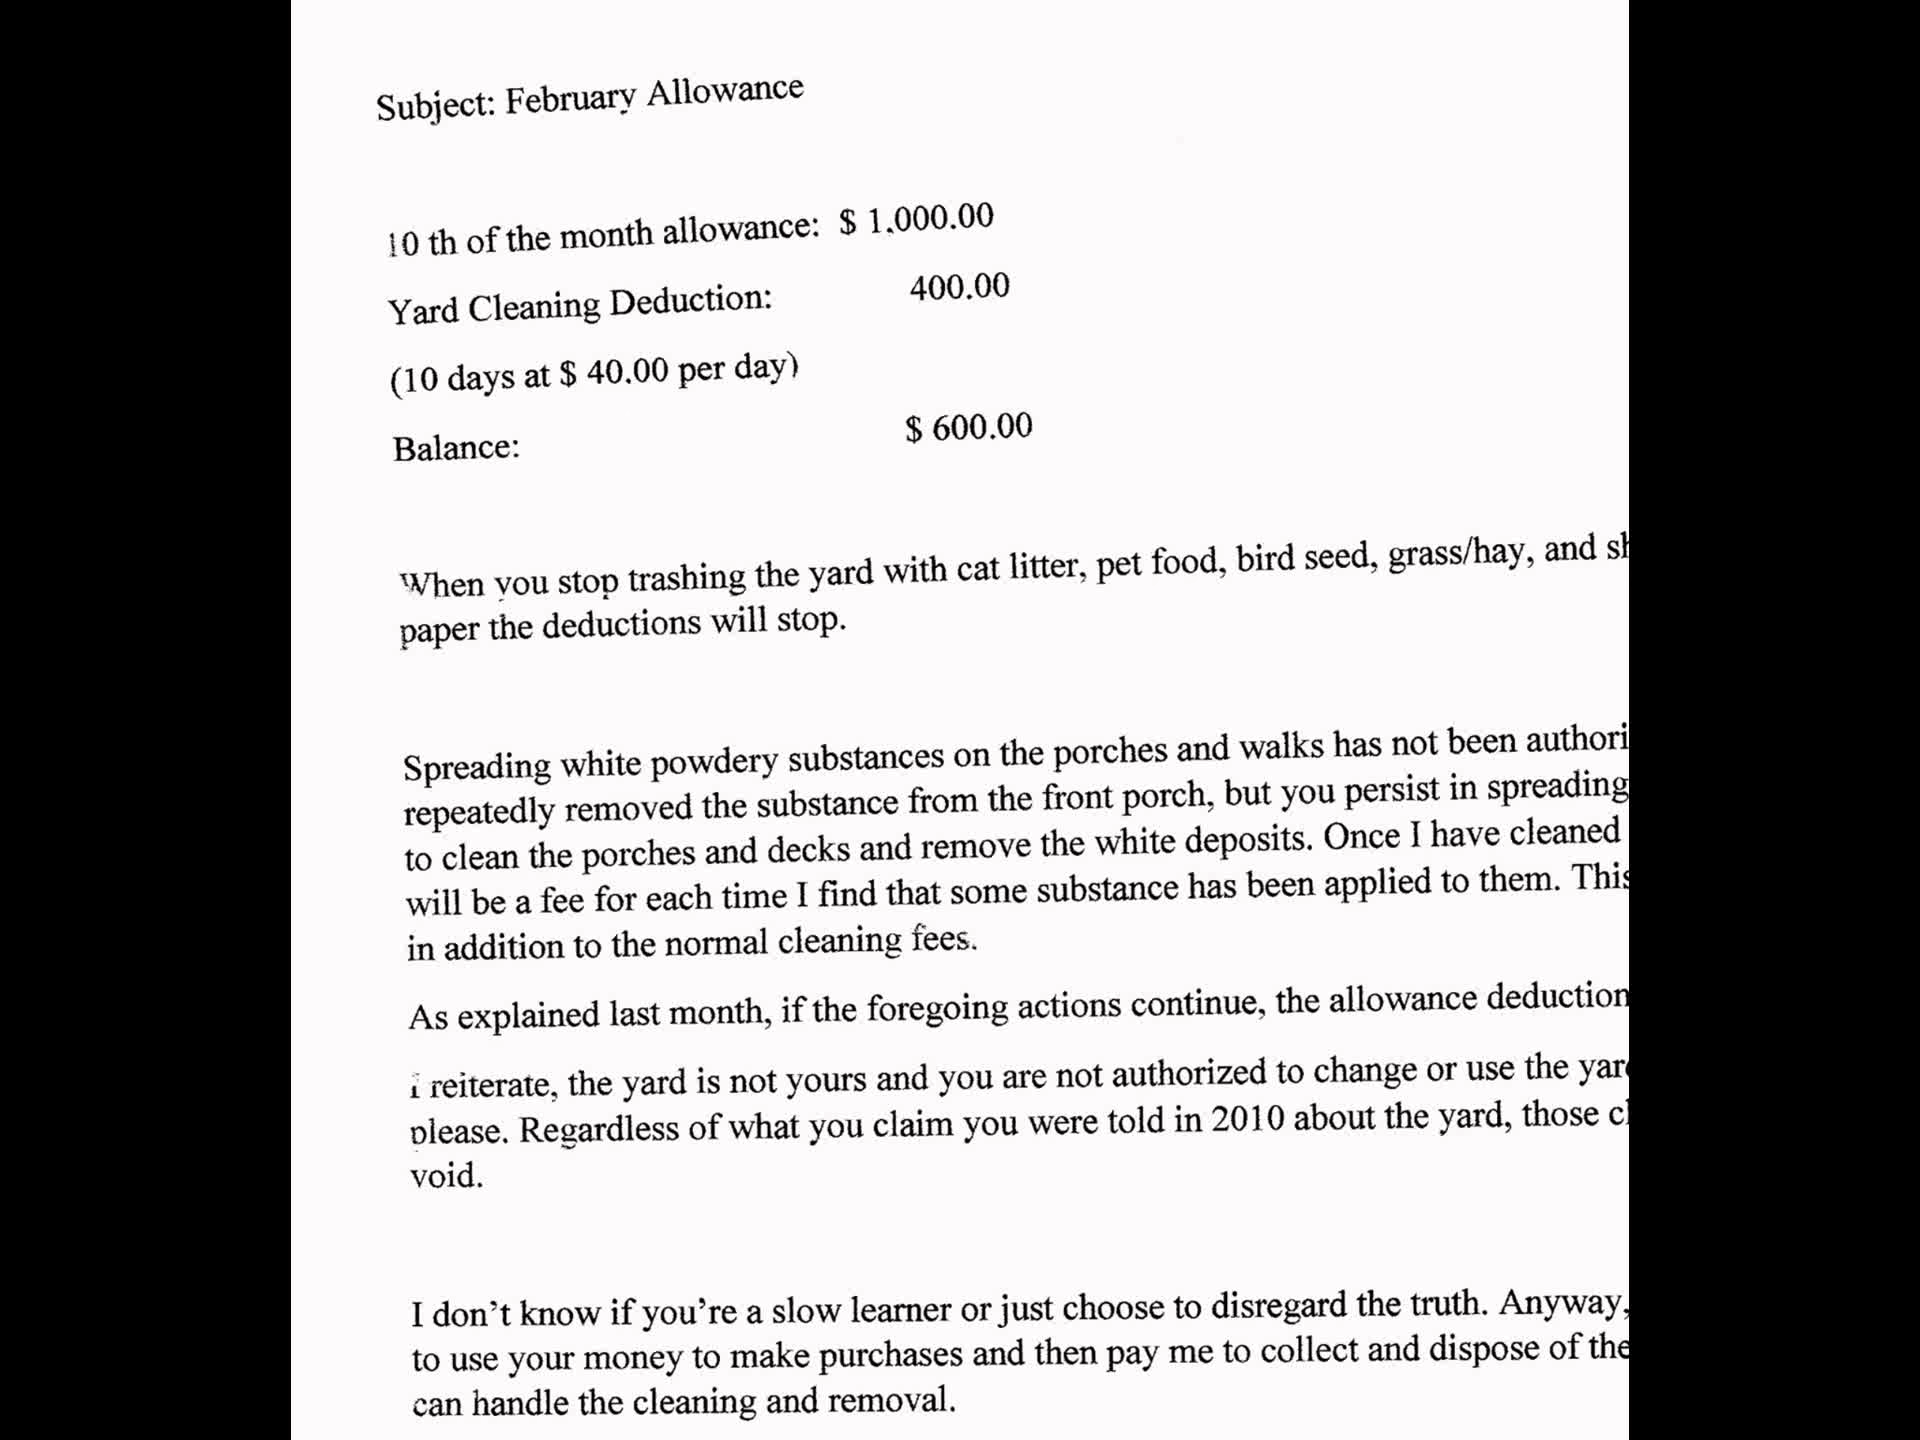 Subject: February Allowance
10 th of the month allowance: $ 1,000.00
Yard Cleaning Deduction: 400.00
(10 days at $ 40.00 per day)
Balance: $ 600.00
When you stop trashing the yard with cat litter, pet food, bird seed, grass/hay, and
paper the deductions will stop.
Spreading white powdery substances on the porches and walks has not been
repeatedly removed the substance from the front porch, but you persist in spreading
to clean the porches and decks and remove the white deposits. Once I have cleaned
will be a fee for each time I find that some substance has been applied to them. This
in addition to the normal cleaning fees.
As explained last month, if the foregoing actions continue, the allowance deduction
I reiterate, the yard is not yours and you are not authorized to change or use the
please. Regardless of what you claim you were told in 2010 about the yard, those
void.
I don't know if you're a slow learner or just choose to disregard the truth. Anyway,
to use your money to make purchases and then pay me to collect and dispose of
can handle the cleaning and removal.